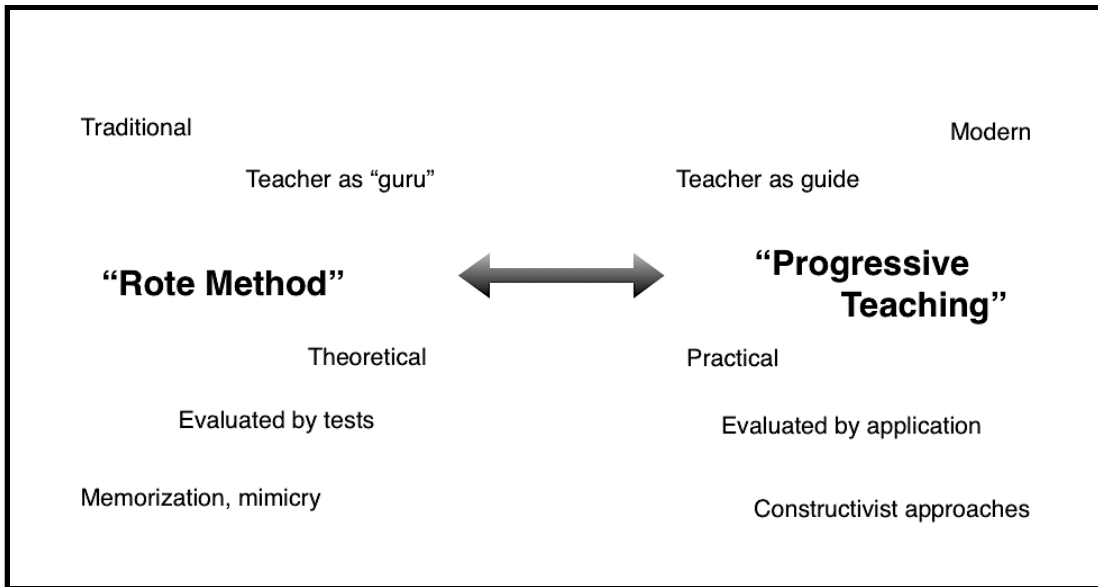 Traditional
Modern
Teacher as “guru”
Teacher as guide
“Rote Method”
“Progressive
Teaching”
Theoretical
Practical
Evaluated by tests
Evaluated by application
Memorization, mimicry
Constructivist approaches